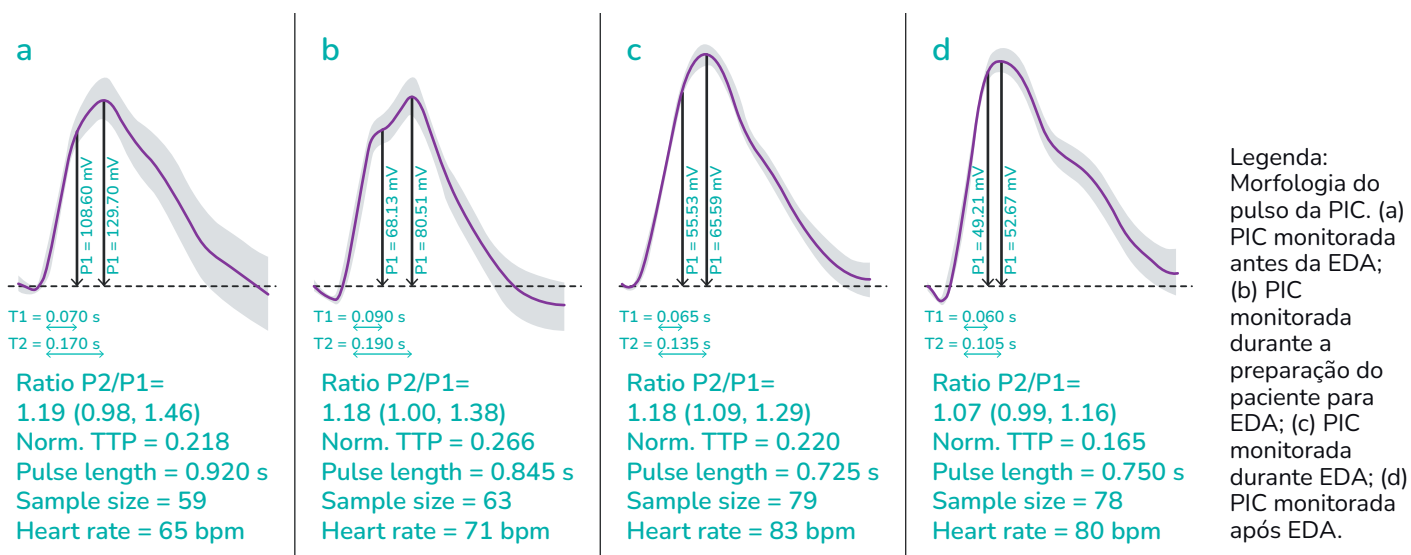 a
P1 = 108.60 mV
P1 = 129.70 mV
T1 = 0.070 s
T2 = 0.170 s
Ratio P2/P1=
1.19 (0.98, 1.46)
Norm. TTP = 0.218
Pulse length = 0.920 s
Sample size = 59
Heart rate = 65 bpm
b
P1 = 68.13 mV
P1 = 80.51 mV
T1 = 0.090 s
T2 = 0.190 s
Ratio P2/P1=
1.18 (1.00, 1.38)
Norm. TTP = 0.266
Pulse length = 0.845 s
Sample size = 63
Heart rate = 71 bpm
c
P1 = 55.53 mV
P1 = 65.59 mV
T1 = 0.065 s
T2 = 0.135 s
Ratio P2/P1=
1.18 (1.09, 1.29)
Norm. TTP = 0.220
Pulse length = 0.725 s
Sample size = 79
Heart rate = 83 bpm
d
P1 = 49.21 mV
P1 = 52.67 mV
T1 = 0.060 s
T2 = 0.105 s
Ratio P2/P1=
1.07 (0.99, 1.16)
Norm. TTP = 0.165
Pulse length = 0.750 s
Sample size = 78
Heart rate = 80 bpm
Legenda:
Morfologia do
pulso da PIC. (a)
PIC monitorada
antes da EDA;
(b) PIC
monitorada
durante a
preparação do
paciente para
EDA; (c) PIC
monitorada
durante EDA; (d)
PIC monitorada
após EDA.